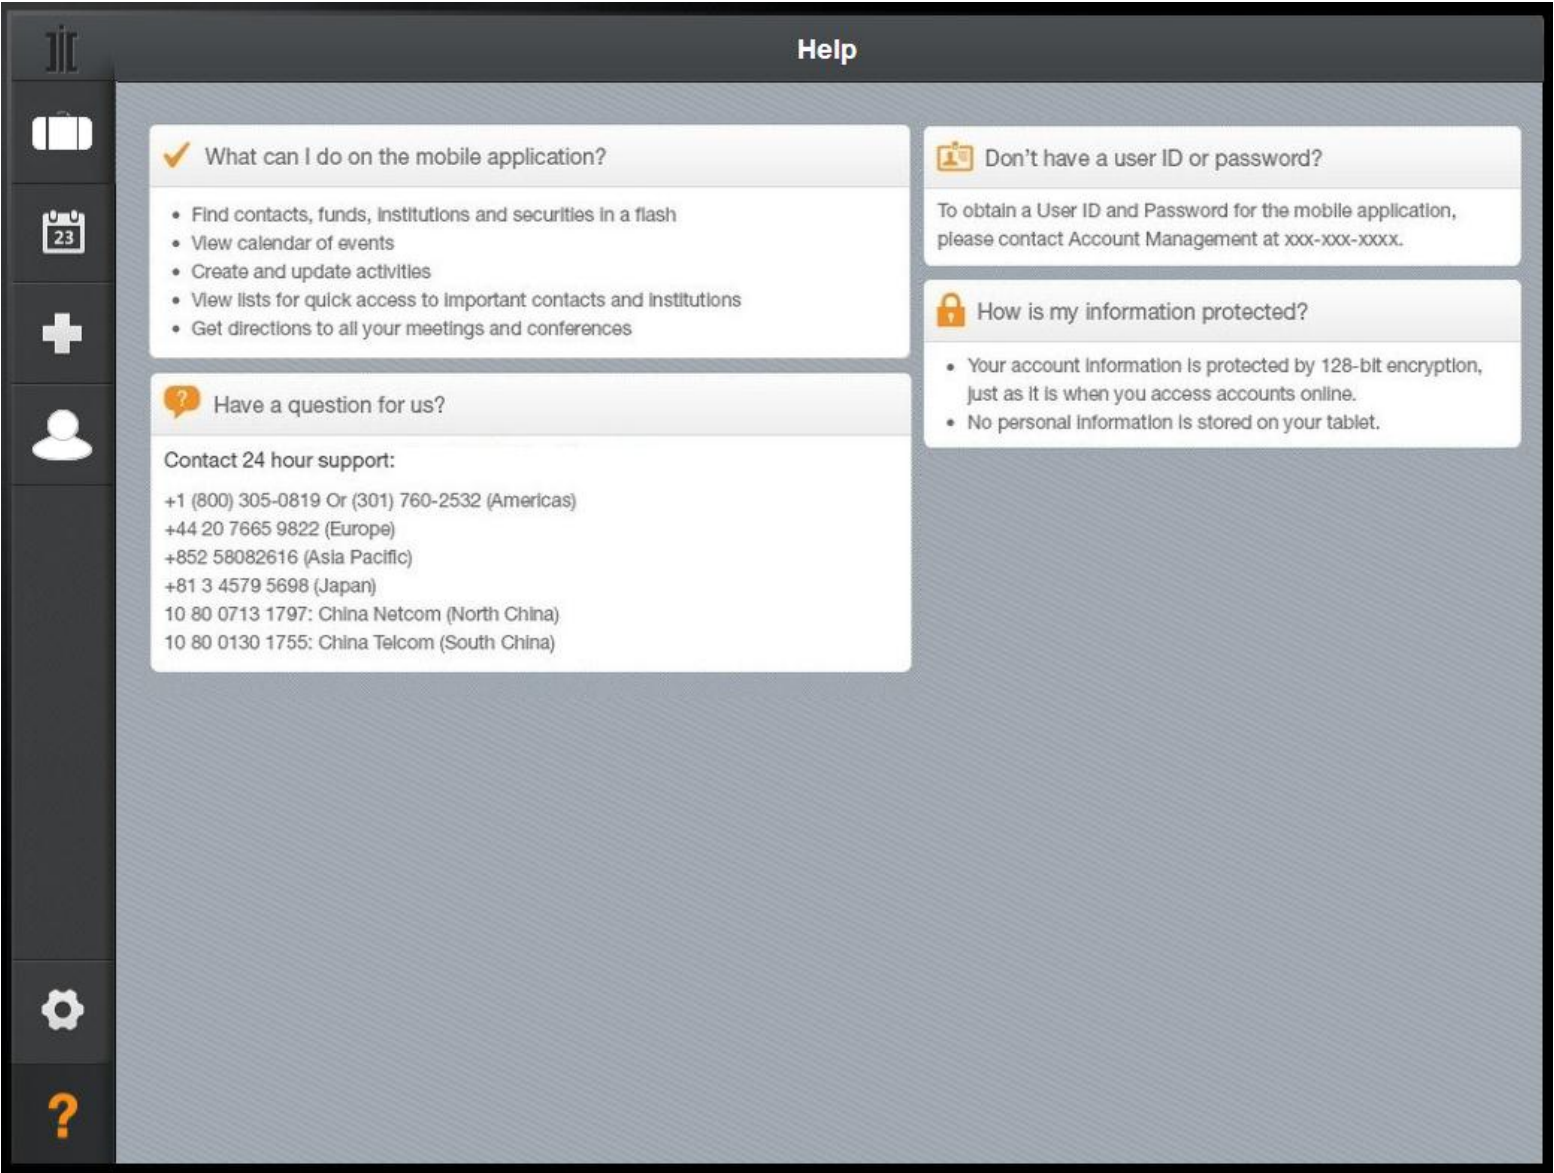 Help
23
What can I do on the mobile application?
• Find contacts, funds, institutions and securities in a flash
• View calendar of events
• Create and update activities
• View lists for quick access to important contacts and institutions
• Get directions to all your meetings and conferences
Have a question for us?
Contact 24 hour support:
+1 (800) 305-0819 Or (301) 760-2532 (Americas)
+44 20 7665 9822 (Europe)
+852 58082616 (Asia Pacific)
+81 3 4579 5698 (Japan)
10 80 0713 1797: China Netcom (North China)
10 80 0130 1755: China Telcom (South China)
Don't have a user ID or password?
To obtain a User ID and Password for the mobile application,
please contact Account Management at xxx-xxx-xxxx.
How is my information protected?
• Your account information is protected by 128-bit encryption,
just as it is when you access accounts online.
• No personal information is stored on your tablet.
?